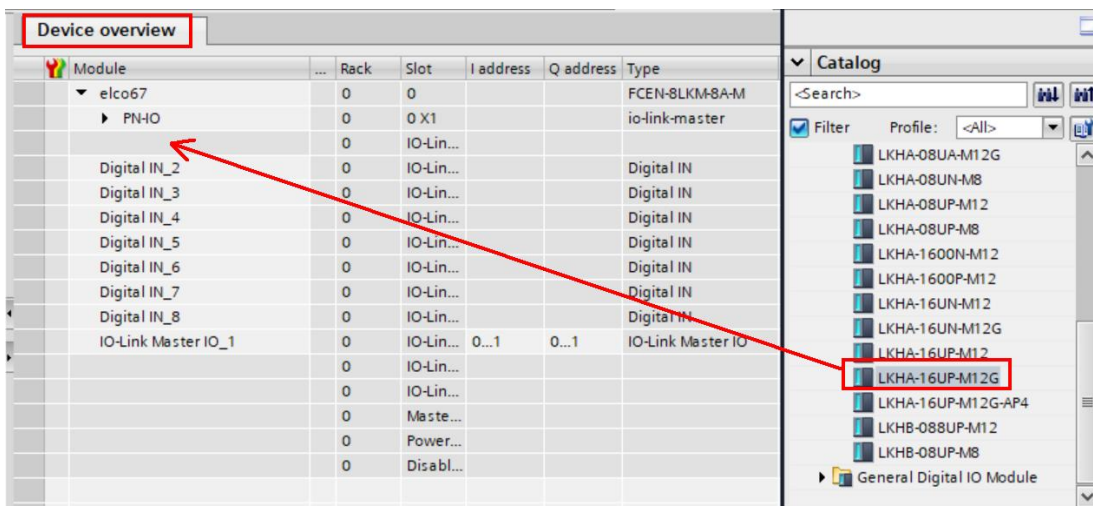 Device overview
Module ... Rack Slot I address Q address Type
elco67 0 0 FCEN-8LKM-8A-M
PN-IO 0 0 X1 io-link-master
0 IO-Lin...
Digital IN_2 0 IO-Lin... Digital IN
Digital IN_3 0 IO-Lin... Digital IN
Digital IN_4 0 IO-Lin... Digital IN
Digital IN_5 0 IO-Lin... Digital IN
Digital IN_6 0 IO-Lin... Digital IN
Digital IN_7 0 IO-Lin... Digital IN
Digital IN_8 0 IO-Lin... Digital IN
IO-Link Master IO_1 0 IO-Lin... 0...1 0...1 IO-Link Master IO
0 IO-Lin...
0 IO-Lin...
0 Maste...
0 Power...
0 Disabl...
Catalog
<Search>
Filter Profile: <All>
LKHA-08UA-M12G
LKHA-08UN-M8
LKHA-08UP-M12
LKHA-08UP-M8
LKHA-1600N-M12
LKHA-1600P-M12
LKHA-16UN-M12
LKHA-16UN-M12G
LKHA-16UP-M12
LKHA-16UP-M12G
LKHA-16UP-M12G-AP4
LKHB-088UP-M12
LKHB-08UP-M8
General Digital IO Module